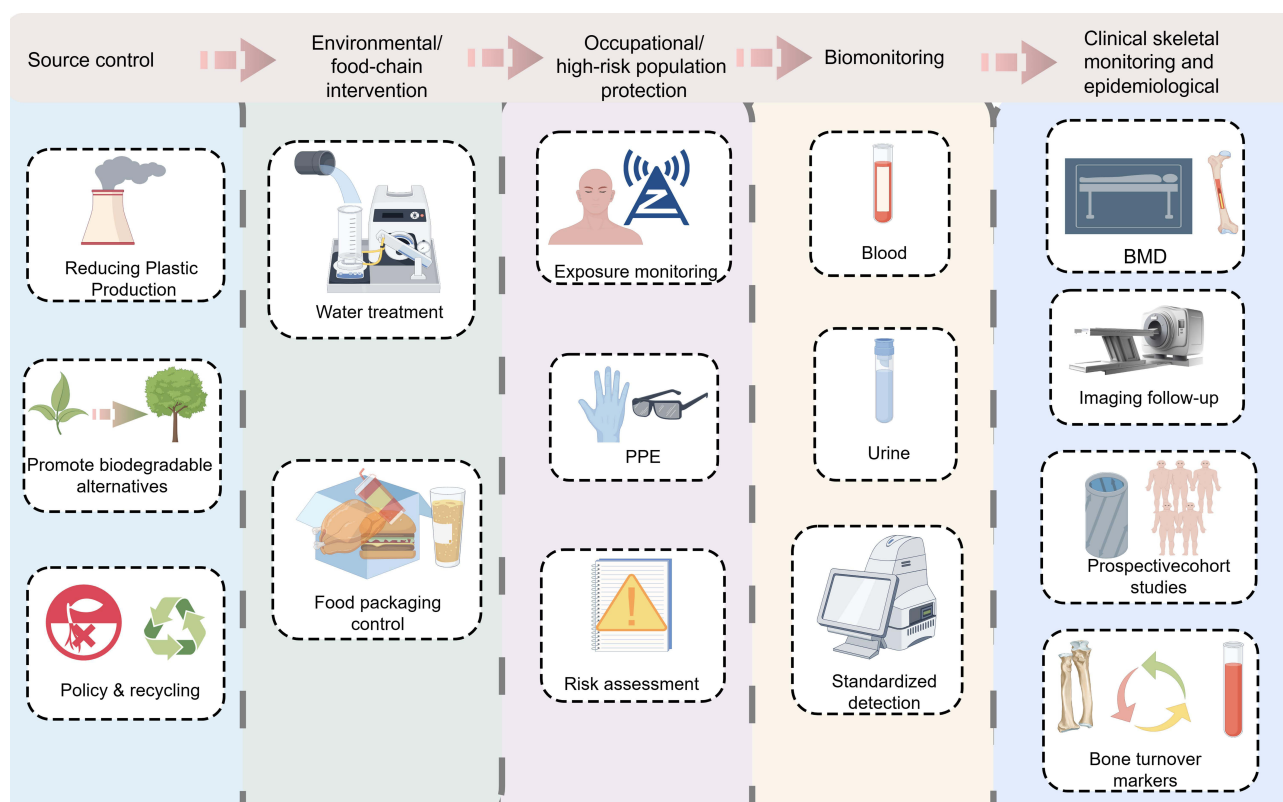 Source control
Environmental/
food-chain
intervention
Occupational/
high-risk population
protection
Biomonitoring
Clinical skeletal
monitoring and
epidemiological
Reducing Plastic
Production
Promote biodegradable
alternatives
Policy & recycling
Water treatment
Food packaging
control
Exposure monitoring
PPE
Risk assessment
Blood
Urine
Standardized
detection
BMD
Imaging follow-up
Prospectivecohort
studies
Bone turnover
markers